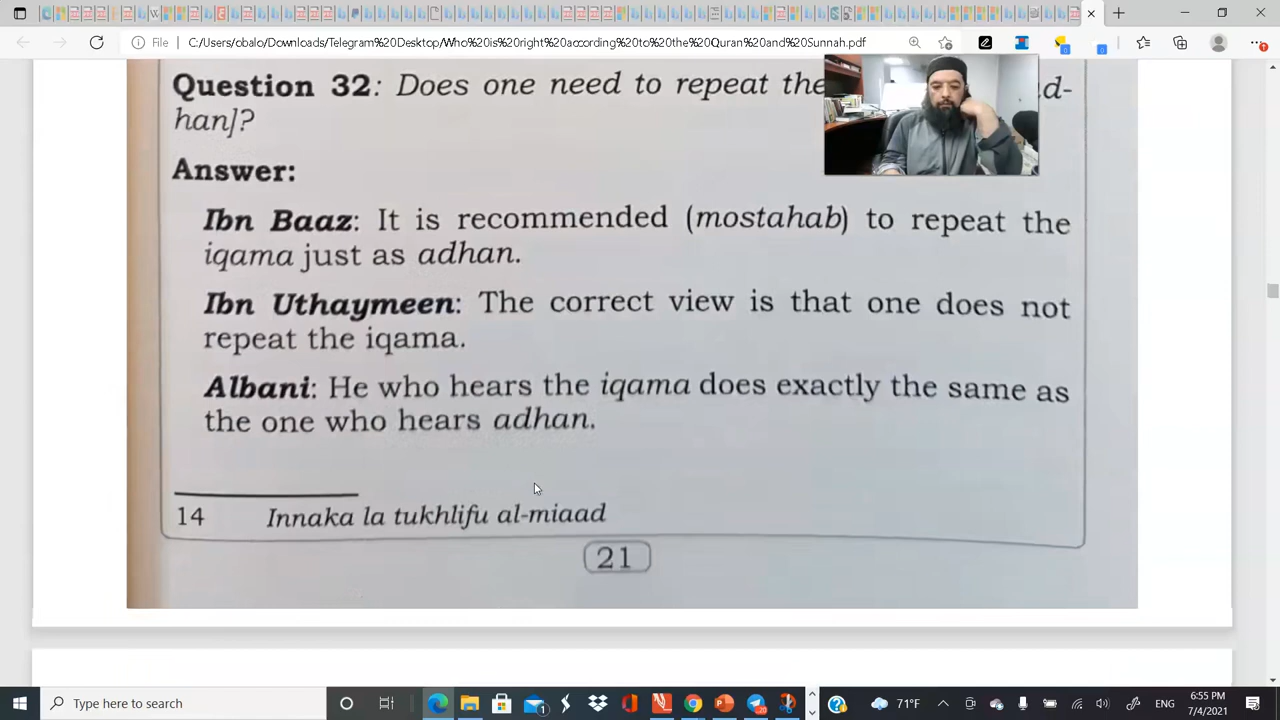 File
C:/Users/obalo/Downloads/Telegram%20Desktop/Who%20is%20right%20according%20to%20the%20Quran%20and%20Sunnah.pdf
Question 32: Does one need to repeat the
d-
han]?
Answer:
Ibn Baaz: It is recommended (mostahab) to repeat the
iqama just as adhan.
Ibn Uthaymeen: The correct view is that one does not
repeat the iqama.
Albani: He who hears the iqama does exactly the same as
the one who hears adhan.
14 Innaka la tukhlifu al-miaad
21
Type here to search
71°F
6:55 PM
7/4/2021